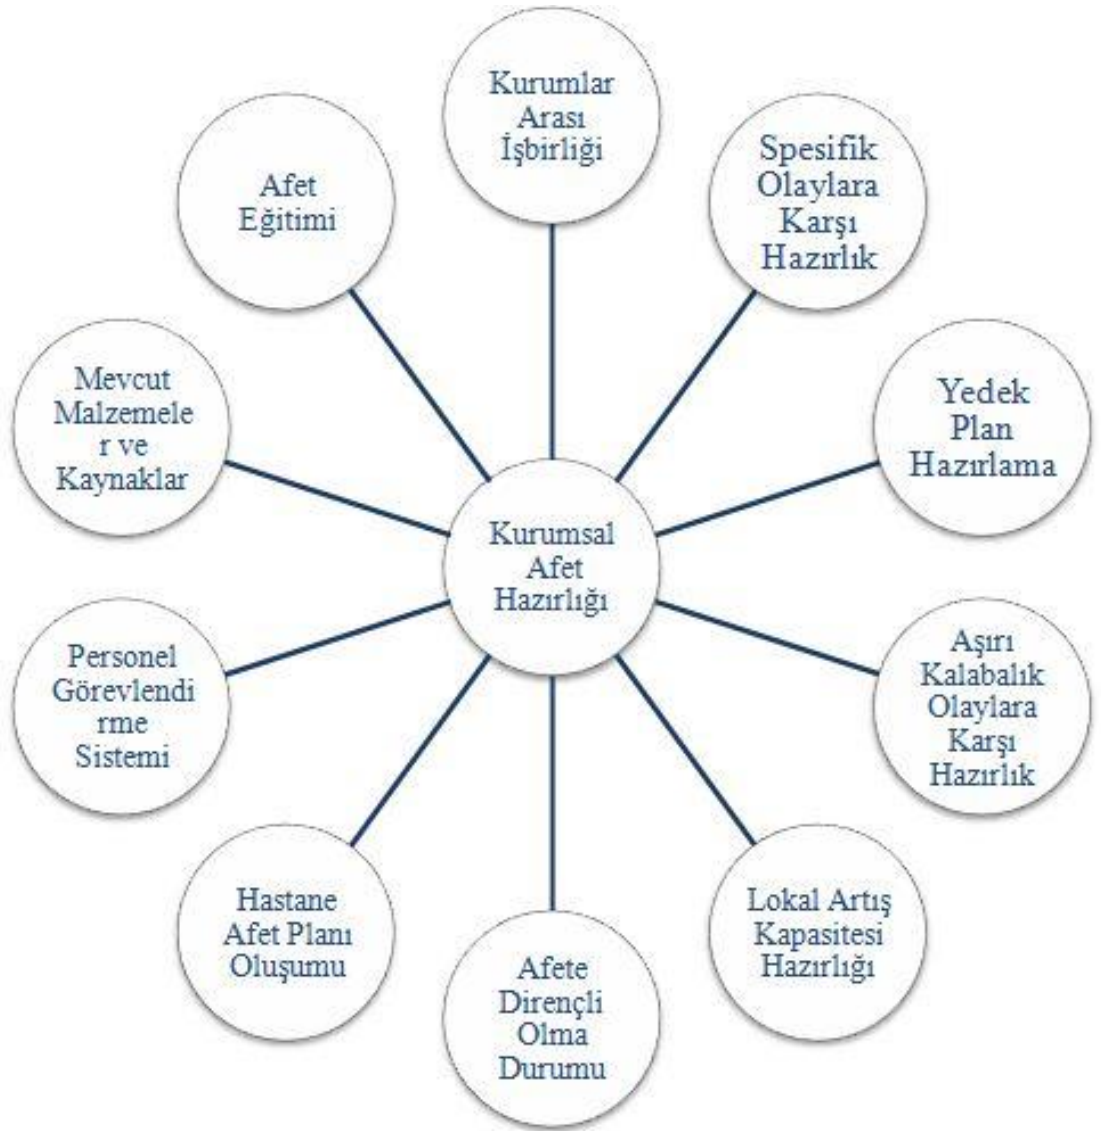 Kurumlar
Arası
İşbirliği
Spesifik
Olaylara
Karşı
Hazırlık
Yedek
Plan
Hazırlama
Aşırı
Kalabalık
Olaylara
Karşı
Hazırlık
Lokal Artış
Kapasitesi
Hazırlığı
Afete
Dirençli
Olma
Durumu
Hastane
Afet Planı
Oluşumu
Personel
Görevlendi
rme
Sistemi
Mevcut
Malzemele
r ve
Kaynaklar
Afet
Eğitimi
Kurumsal
Afet
Hazırlığı